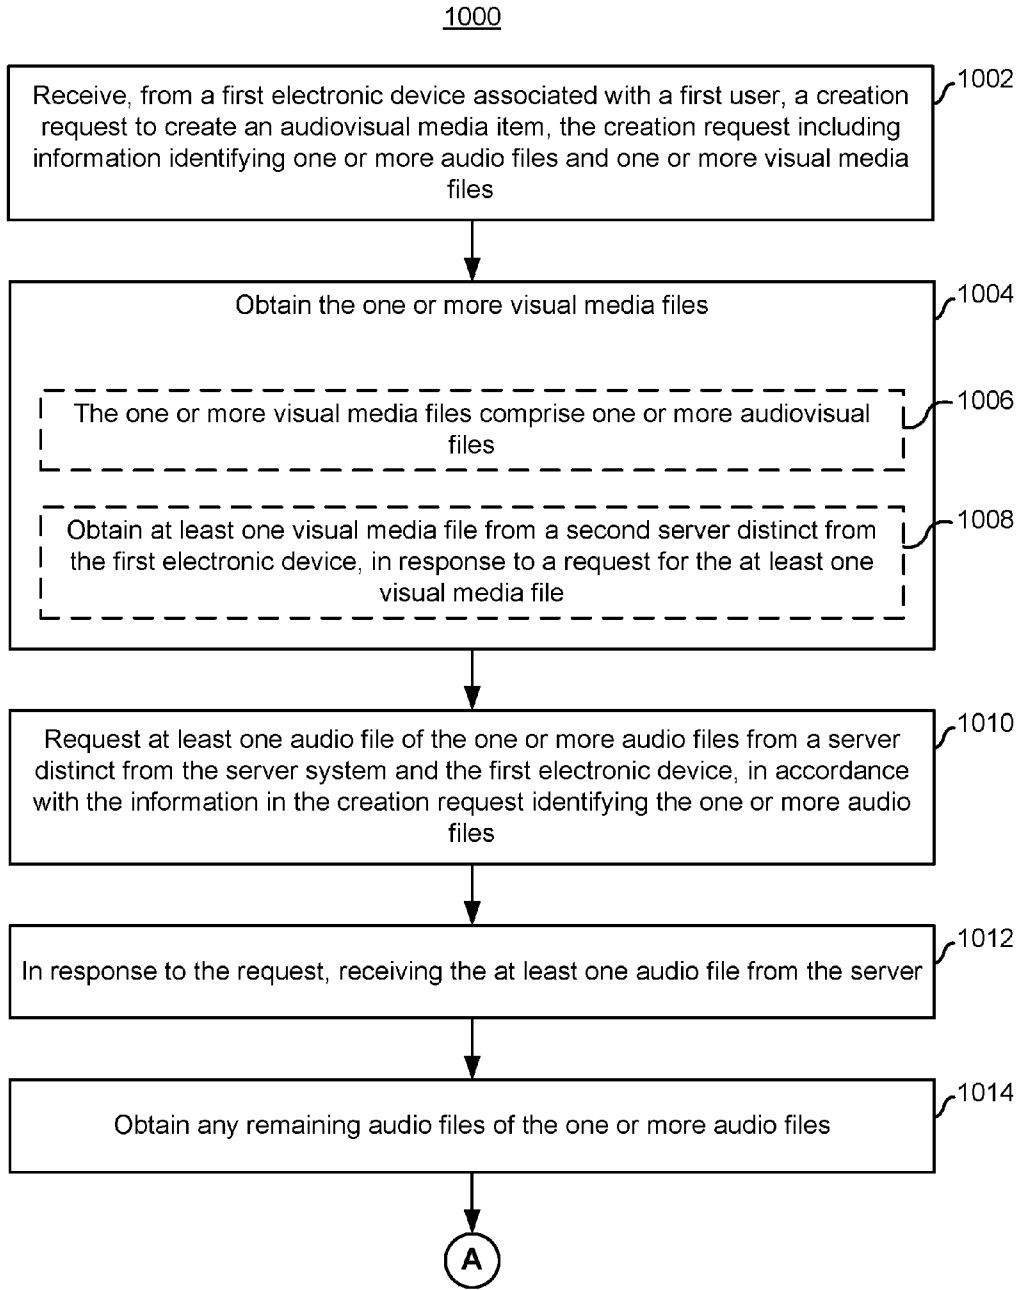 1000
1002
Receive, from a first electronic device associated with a first user, a creation
request to create an audiovisual media item, the creation request including
information identifying one or more audio files and one or more visual media
files
1004
Obtain the one or more visual media files
1006
The one or more visual media files comprise one or more audiovisual
files
1008
Obtain at least one visual media file from a second server distinct from
the first electronic device, in response to a request for the at least one
visual media file
1010
Request at least one audio file of the one or more audio files from a server
distinct from the server system and the first electronic device, in accordance
with the information in the creation request identifying the one or more audio
files
1012
In response to the request, receiving the at least one audio file from the server
1014
Obtain any remaining audio files of the one or more audio files
A